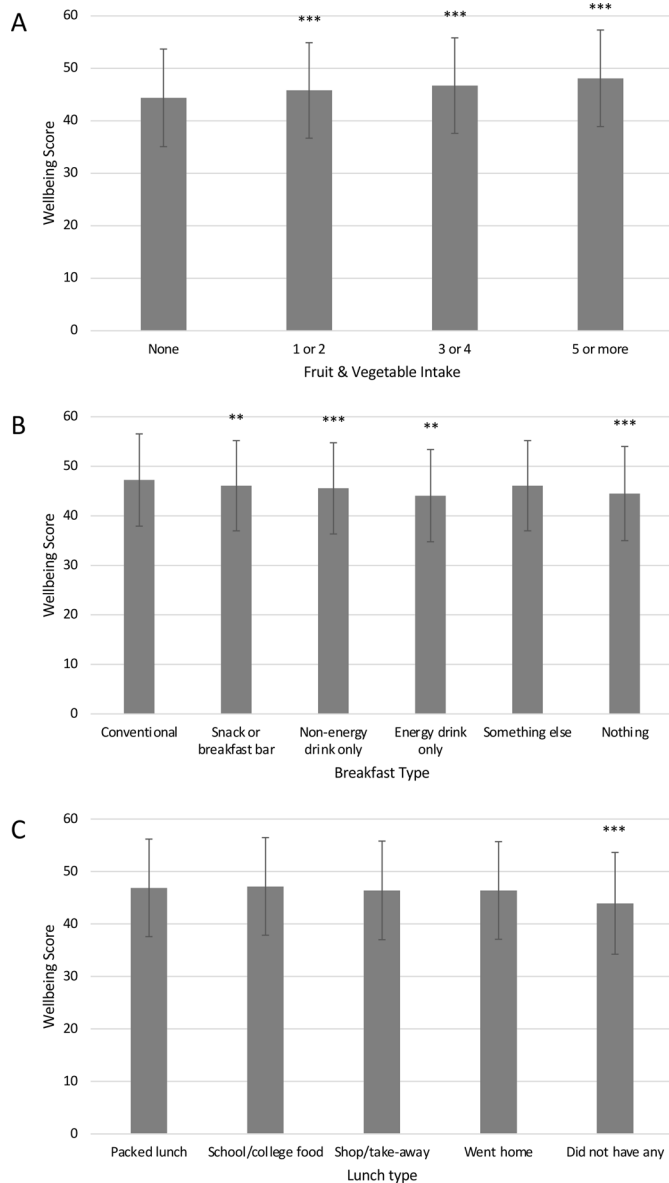 A
Wellbeing Score
60
50
40
30
20
10
0
*** *** ***
None 1 or 2 3 or 4 5 or more
Fruit & Vegetable Intake
B
Wellbeing Score
60
50
40
30
20
10
0
** *** ** ***
Conventional Snack or Non-energy Energy drink Something else Nothing
breakfast bar drink only only
Breakfast Type
C
Wellbeing Score
60
50
40
30
20
10
0
***
Packed lunch School/college food Shop/take-away Went home Did not have any
Lunch type